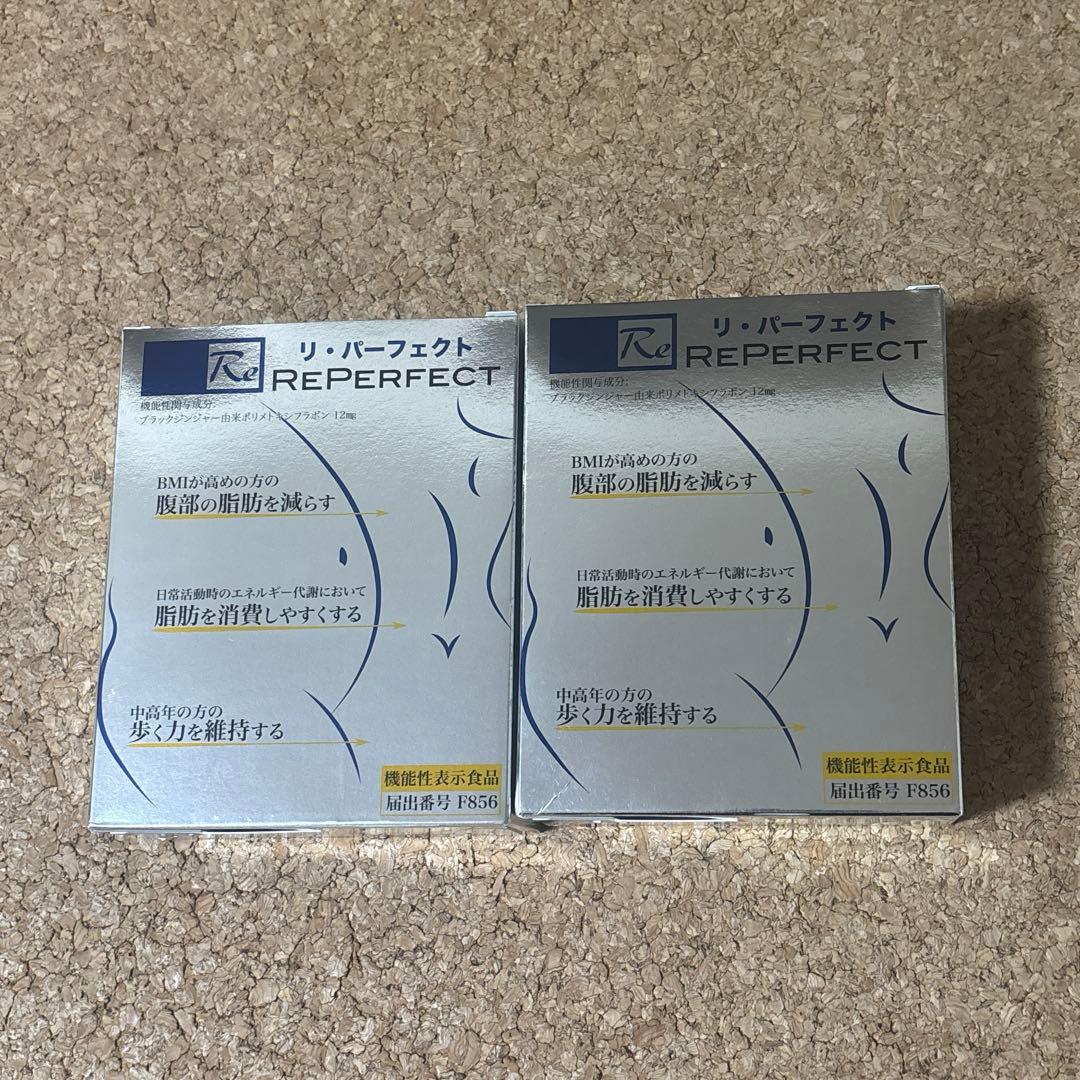 Re
リ・パーフェクト
REPERFECT
機能性関与成分:
ブラックジンジャー由来ポリメトキシフラボン 12mg
BMIが高めの方の
腹部の脂肪を減らす
日常活動時のエネルギー代謝において
脂肪を消費しやすくする
中高年の方の
歩く力を維持する
機能性表示食品
届出番号 F856
Re
リ・パーフェクト
REPERFECT
機能性関与成分:
ブラックジンジャー由来ポリメトキシフラボン 12mg
BMIが高めの方の
腹部の脂肪を減らす
日常活動時のエネルギー代謝において
脂肪を消費しやすくする
中高年の方の
歩く力を維持する
機能性表示食品
届出番号 F856